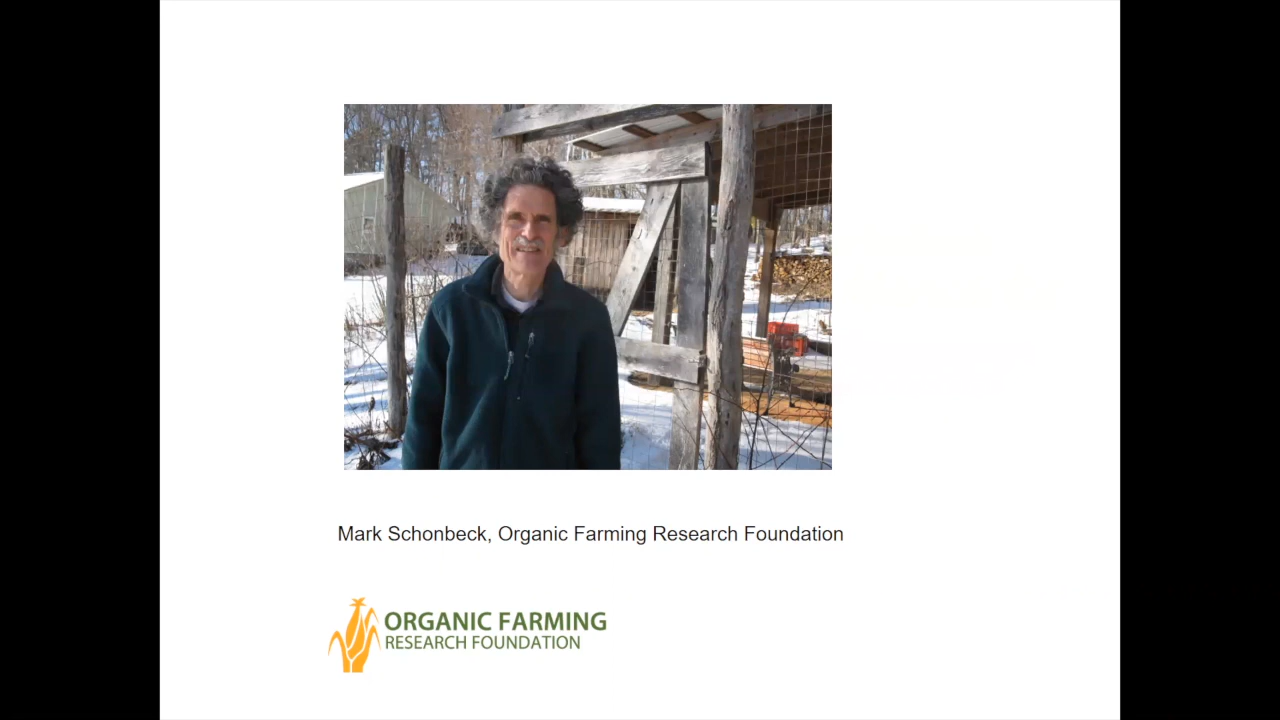 Mark Schonbeck, Organic Farming Research Foundation
ORGANIC FARMING
RESEARCH FOUNDATION